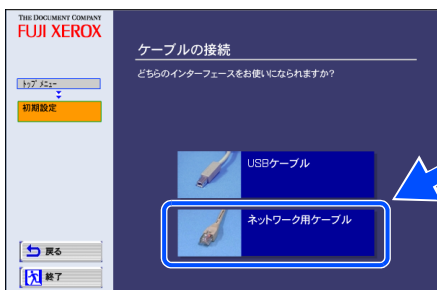 THE DOCUMENT COMPANY
FUJI XEROX
ケーブルの接続
どちらのインターフェースをお使いになられますか?
トップ メニュー
初期設定
USBケーブル
ネットワーク用ケーブル
戻る
終了